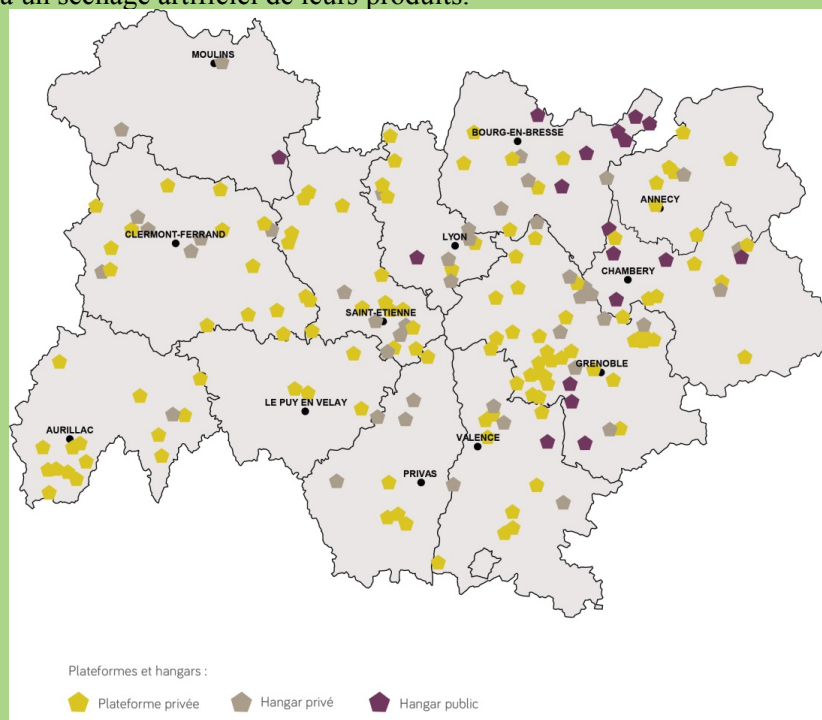 à un séchage artificiel de leurs produits.
MOULINS
BOURG-EN-BRESSE
ANNECY
CLERMONT-FERRAND
LYON
CHAMBERY
SAINT-ETIENNE
GRENOBLE
LE PUY EN VELAY
AURILLAC
VALENCE
PRIVAS
Plateformes et hangars :
Plateforme privée Hangar privé Hangar public